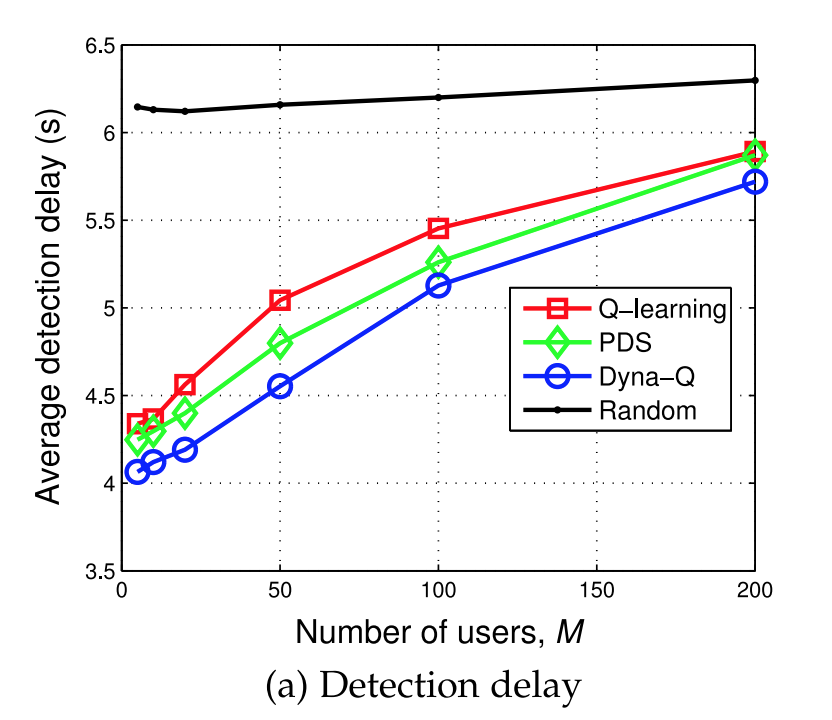 6.5
6
5.5
5
4.5
4
3.5
Average detection delay (s)
Q–learning
PDS
Dyna–Q
Random
0
50
100
150
200
Number of users, M
(a) Detection delay